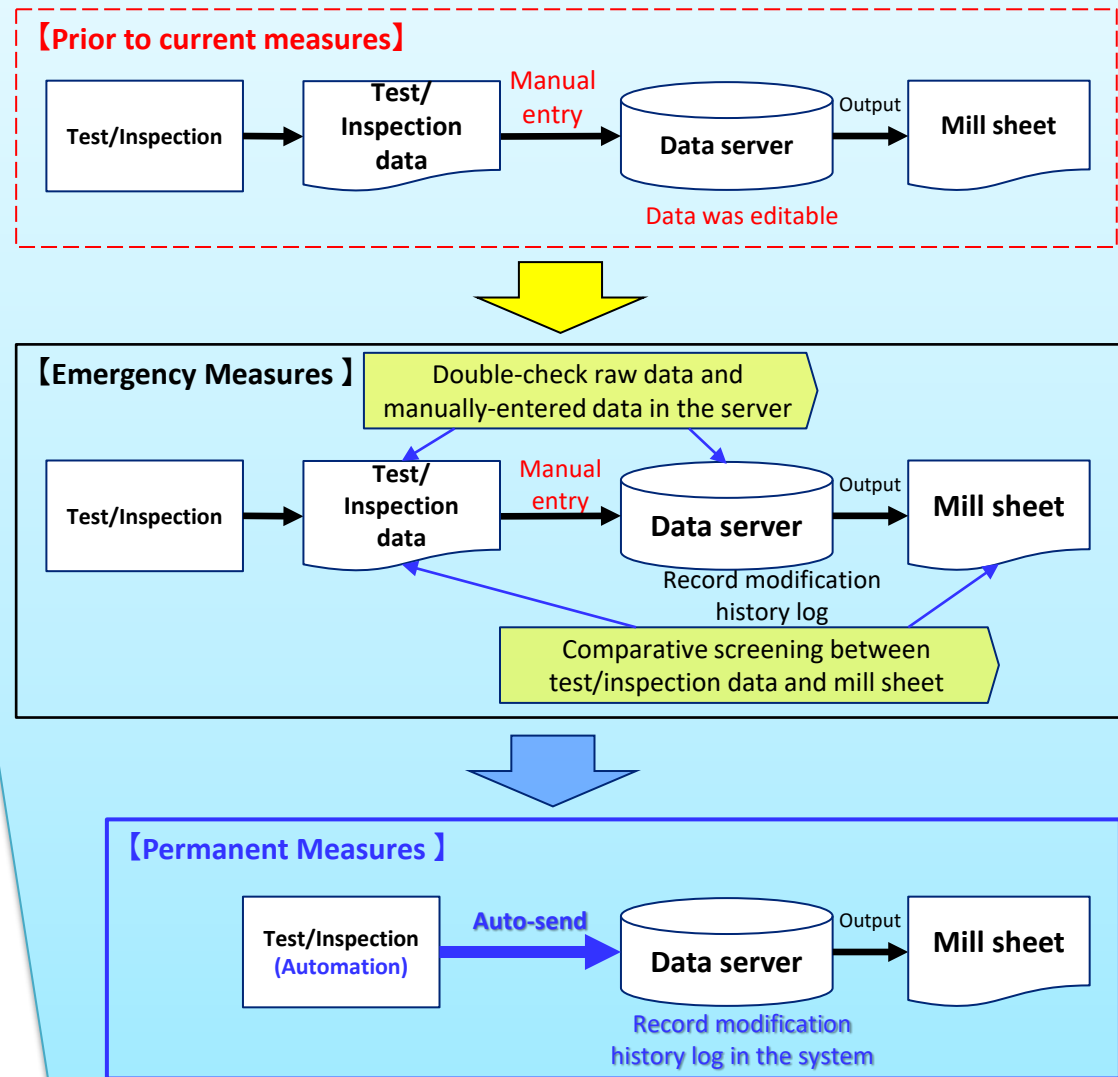 【Prior to current measures】
Test/Inspection
Test/
Inspection
data
Manual
entry
Data server
Output
Mill sheet
Data was editable
【Emergency Measures 】
Double-check raw data and
manually-entered data in the server
Test/Inspection
Test/
Inspection
data
Manual
entry
Data server
Output
Mill sheet
Record modification
history log
Comparative screening between
test/inspection data and mill sheet
【Permanent Measures 】
Test/Inspection
(Automation)
Auto-send
Data server
Output
Mill sheet
Record modification
history log in the system